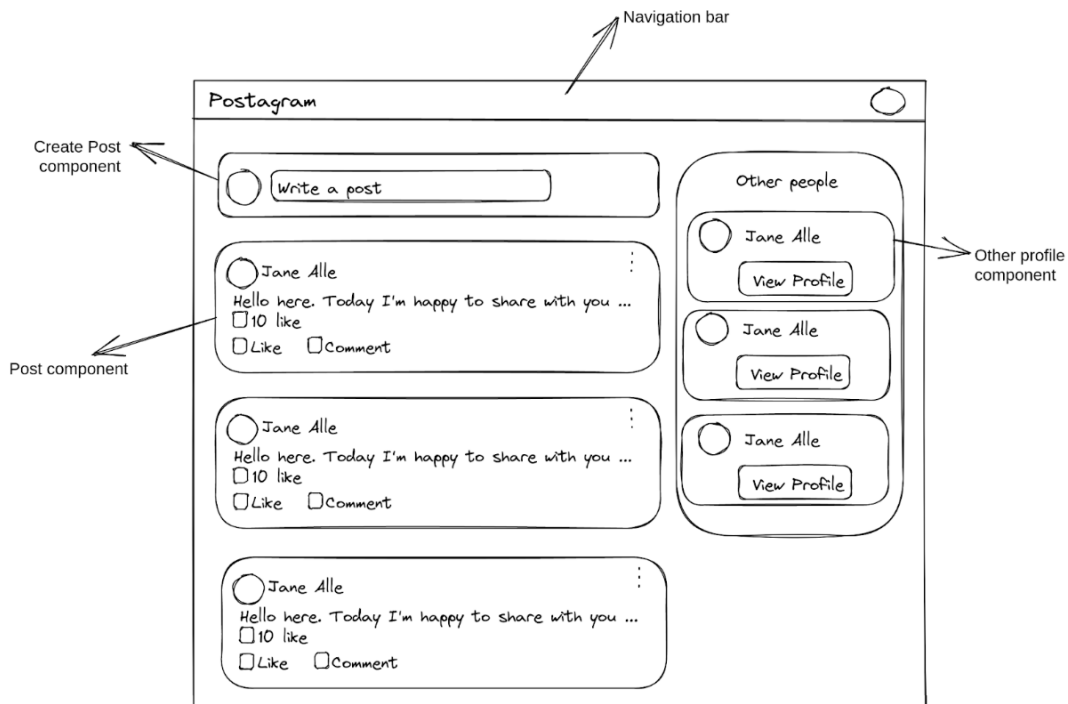 Navigation bar
Postagram
Create Post
component
Write a post
Other people
Jane Alle
View Profile
Other profile
component
Jane Alle
Hello here. Today I'm happy to share with you ...
10 like
Like Comment
Post component
Jane Alle
View Profile
Jane Alle
Hello here. Today I'm happy to share with you ...
10 like
Like Comment
Jane Alle
View Profile
Jane Alle
Hello here. Today I'm happy to share with you ...
10 like
Like Comment